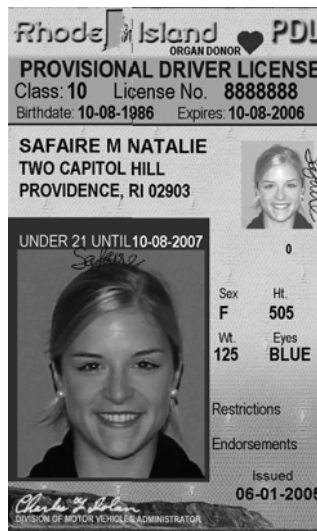 Rhode Island PDL
ORGAN DONOR
PROVISIONAL DRIVER LICENSE
Class: 10 License No. 8888888
Birthdate: 10-08-1986 Expires: 10-08-2006
SAFAIRE M NATALIE
TWO CAPITOL HILL
PROVIDENCE, RI 02903
0
UNDER 21 UNTIL 10-08-2007
Safaire
Sex Ht.
F 505
Wt. Eyes
125 BLUE
Restrictions
Endorsements
Issued
06-01-2005
DIVISION OF MOTOR VEHICLES ADMINISTRATOR